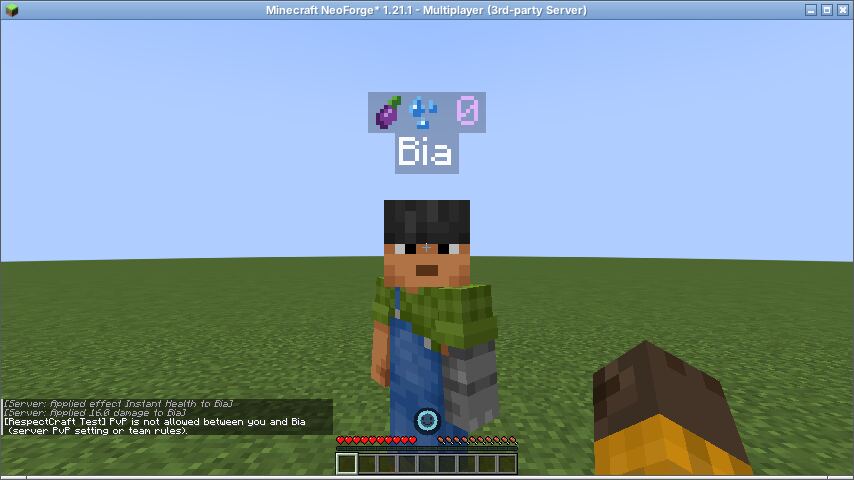 Minecraft NeoForge* 1.21.1 - Multiplayer (3rd-party Server)
0
Bia
[Server: Applied effect Instant Health to Bia]
[Server: Applied 16.0 damage to Bia]
[RespectCraft Test] PvP is not allowed between you and Bia
(server PvP setting or team rules).